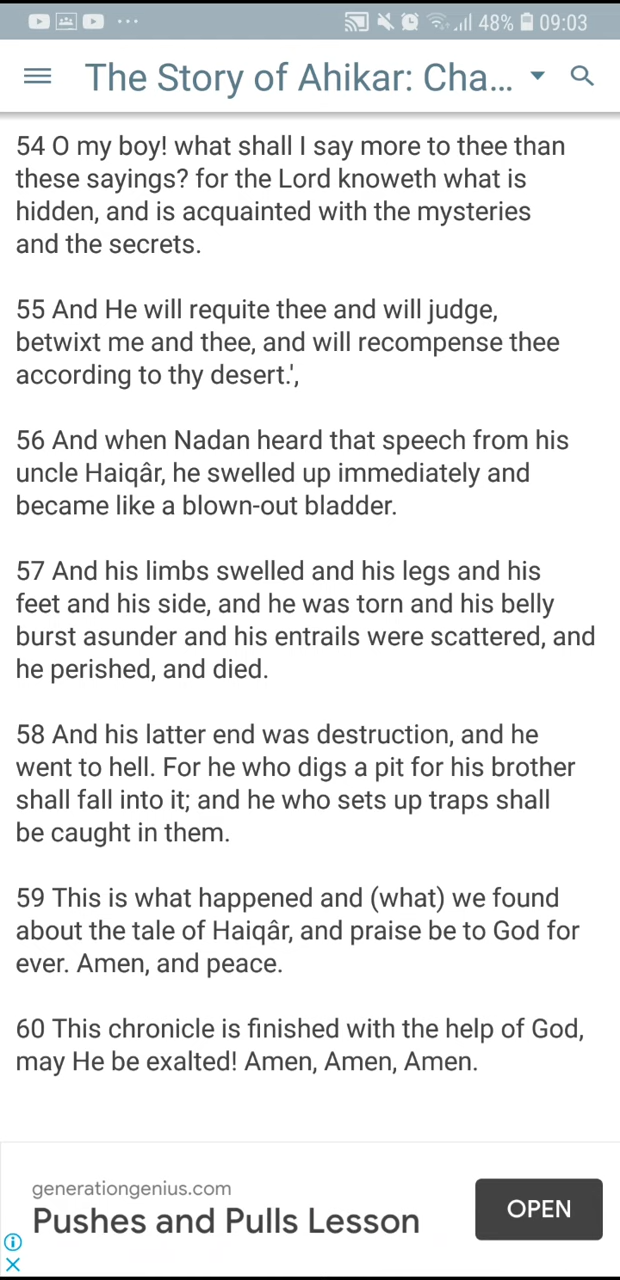 48% 09:03
The Story of Ahikar: Cha...
54 O my boy! what shall I say more to thee than
these sayings? for the Lord knoweth what is
hidden, and is acquainted with the mysteries
and the secrets.
55 And He will requite thee and will judge,
betwixt me and thee, and will recompense thee
according to thy desert.',
56 And when Nadan heard that speech from his
uncle Haiqâr, he swelled up immediately and
became like a blown-out bladder.
57 And his limbs swelled and his legs and his
feet and his side, and he was torn and his belly
burst asunder and his entrails were scattered, and
he perished, and died.
58 And his latter end was destruction, and he
went to hell. For he who digs a pit for his brother
shall fall into it; and he who sets up traps shall
be caught in them.
59 This is what happened and (what) we found
about the tale of Haiqâr, and praise be to God for
ever. Amen, and peace.
60 This chronicle is finished with the help of God,
may He be exalted! Amen, Amen, Amen.
generationgenius.com
Pushes and Pulls Lesson
OPEN